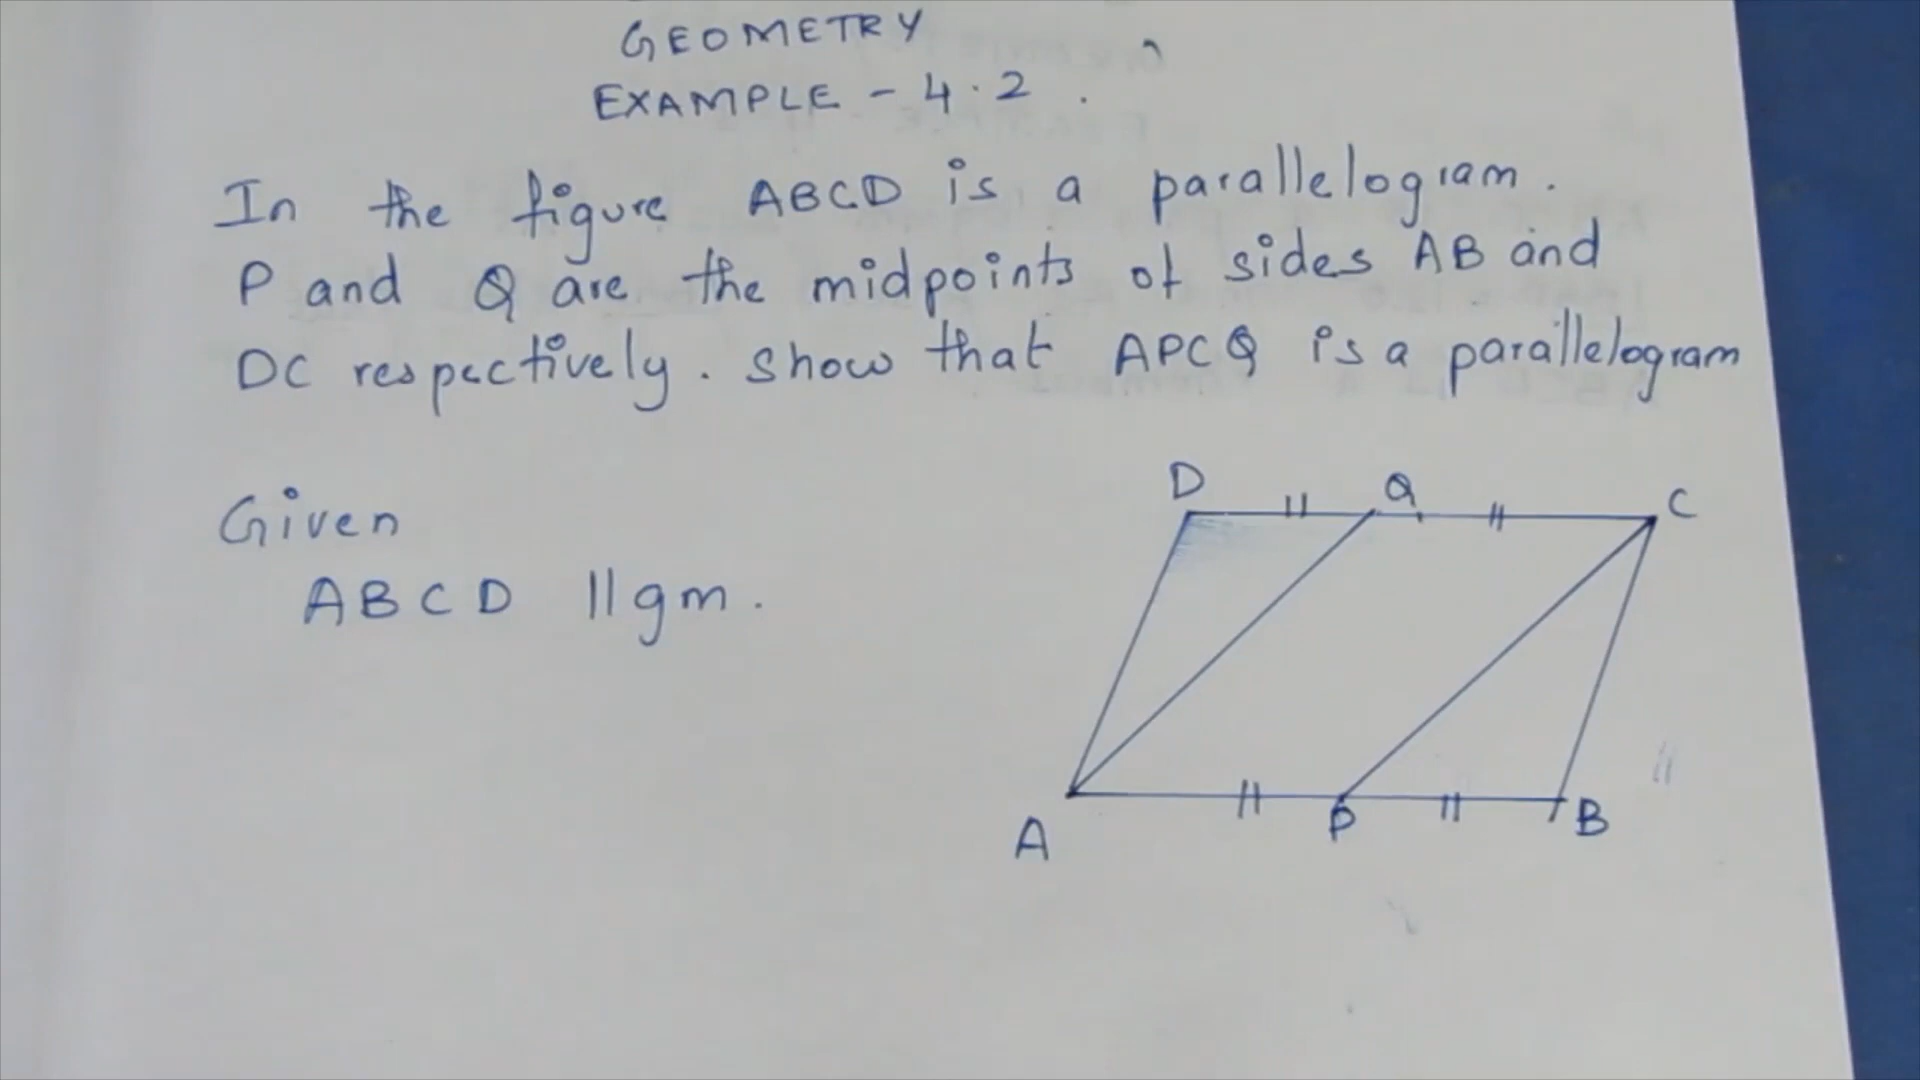 GEOMETRY
EXAMPLE - 4.2.
In the figure ABCD is a parallelogram.
P and Q are the midpoints of sides AB and
DC respectively. show that APCQ is a parallelogram
Given
ABCD ||gm.
D Q C
A P B